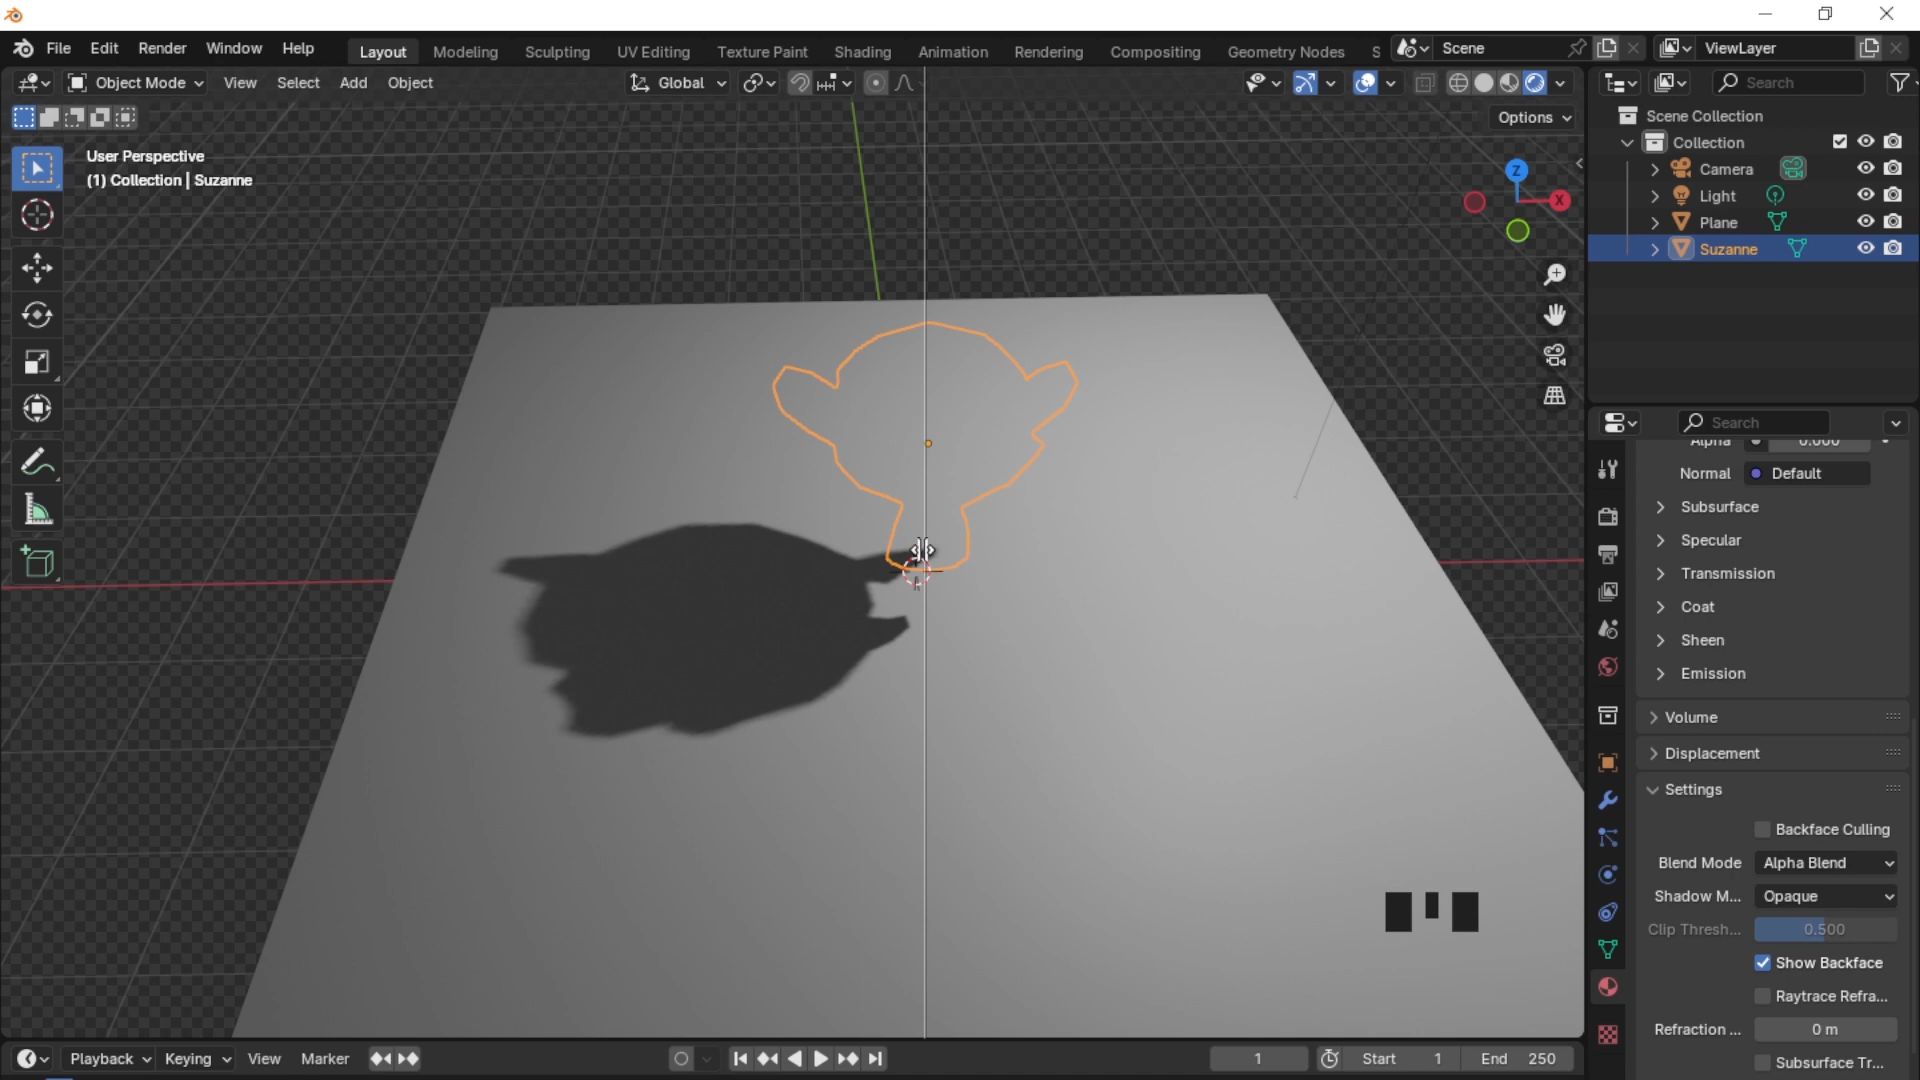 File Edit Render Window Help Layout Modeling Sculpting UV Editing Texture Paint Shading Animation Rendering Compositing Geometry Nodes S Scene ViewLayer
Object Mode View Select Add Object Global Search
Options
User Perspective
(1) Collection | Suzanne
Z
X
Scene Collection
Collection
Camera
Light
Plane
Suzanne
Search
Alpha 0.000
Normal Default
Subsurface
Specular
Transmission
Coat
Sheen
Emission
Volume
Displacement
Settings
Backface Culling
Blend Mode Alpha Blend
Shadow M... Opaque
Clip Thresh... 0.500
Show Backface
Raytrace Refra...
Refraction ... 0 m
Subsurface Tr...
Playback Keying View Marker 1 Start 1 End 250